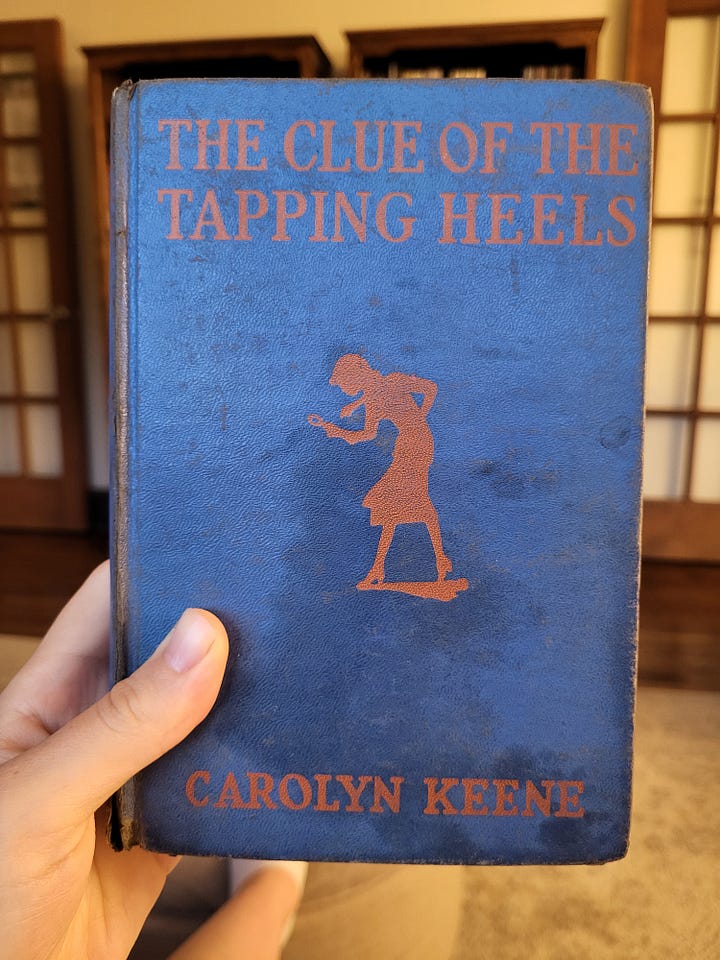 THE CLUE OF THE
TAPPING HEELS
CAROLYN KEENE